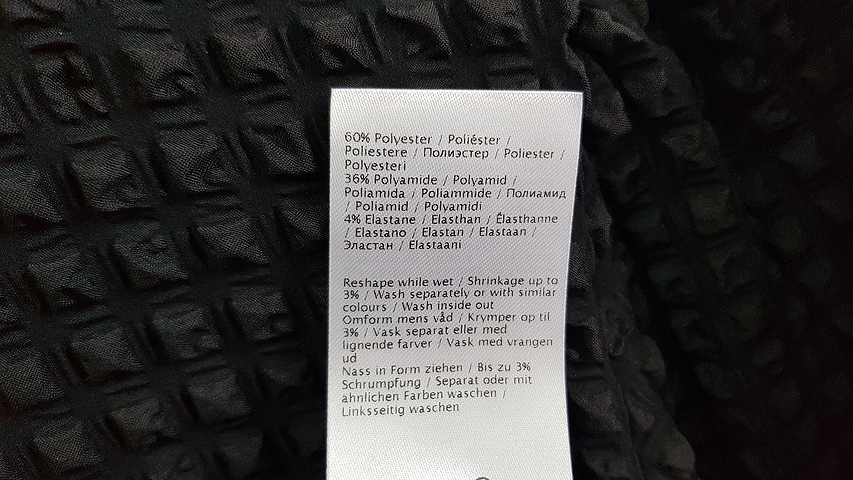 60% Polyester / Poliéster /
Poliestere / Полиэстер / Poliester /
Polyesteri
36% Polyamide / Polyamid /
Poliamida / Poliammide / Полиамид
/ Poliamid / Polyamidi
4% Elastane / Elasthan / Élasthanne
/ Elastano / Elastan / Elastaan /
Эластан / Elastaani
Reshape while wet / Shrinkage up to
3% / Wash separately or with similar
colours / Wash inside out
Omform mens våd / Krymper op til
3% / Vask separat eller med
lignende farver / Vask med vrangen
ud
Nass in Form ziehen / Bis zu 3%
Schrumpfung / Separat oder mit
ähnlichen Farben waschen /
Linksseitig waschen